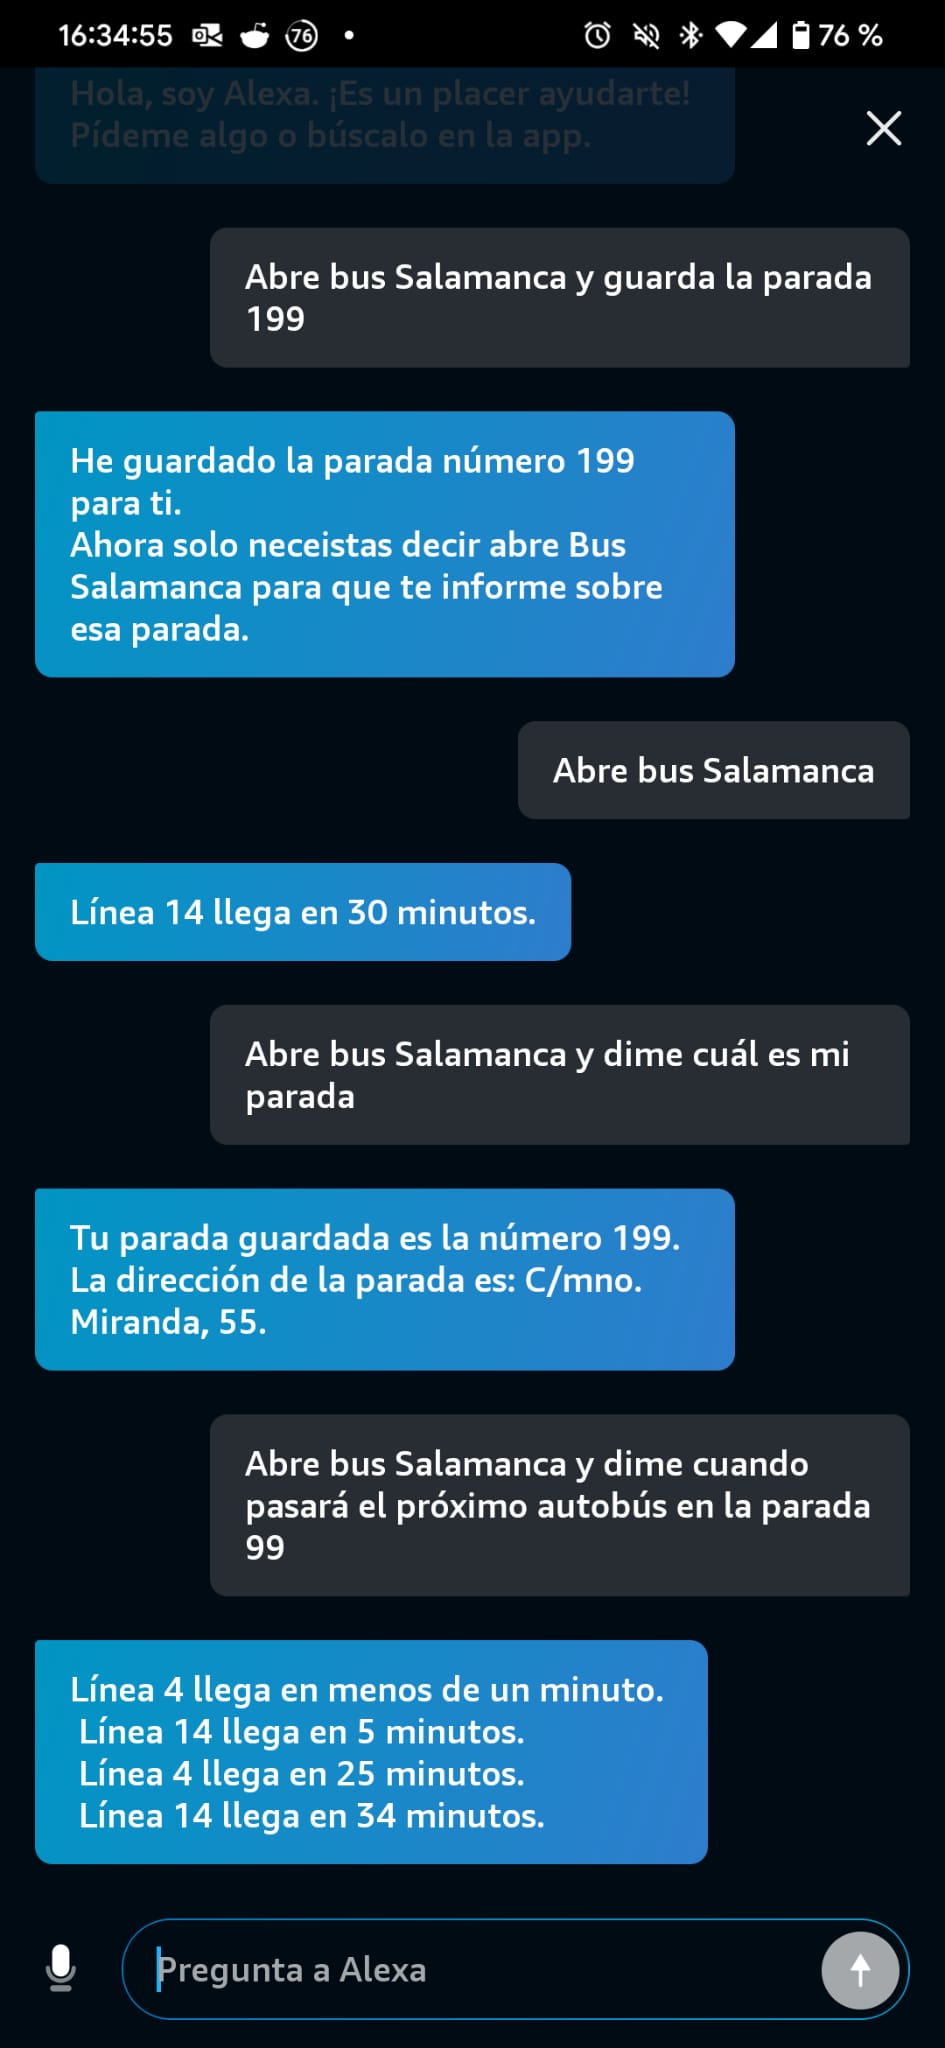 16:34:55 76 76 %
Hola, soy Alexa. ¡Es un placer ayudarte!
Pídeme algo o búscalo en la app.
Abre bus Salamanca y guarda la parada
199
He guardado la parada número 199
para ti.
Ahora solo neceistas decir abre Bus
Salamanca para que te informe sobre
esa parada.
Abre bus Salamanca
Línea 14 llega en 30 minutos.
Abre bus Salamanca y dime cuál es mi
parada
Tu parada guardada es la número 199.
La dirección de la parada es: C/mno.
Miranda, 55.
Abre bus Salamanca y dime cuando
pasará el próximo autobús en la parada
99
Línea 4 llega en menos de un minuto.
Línea 14 llega en 5 minutos.
Línea 4 llega en 25 minutos.
Línea 14 llega en 34 minutos.
Pregunta a Alexa